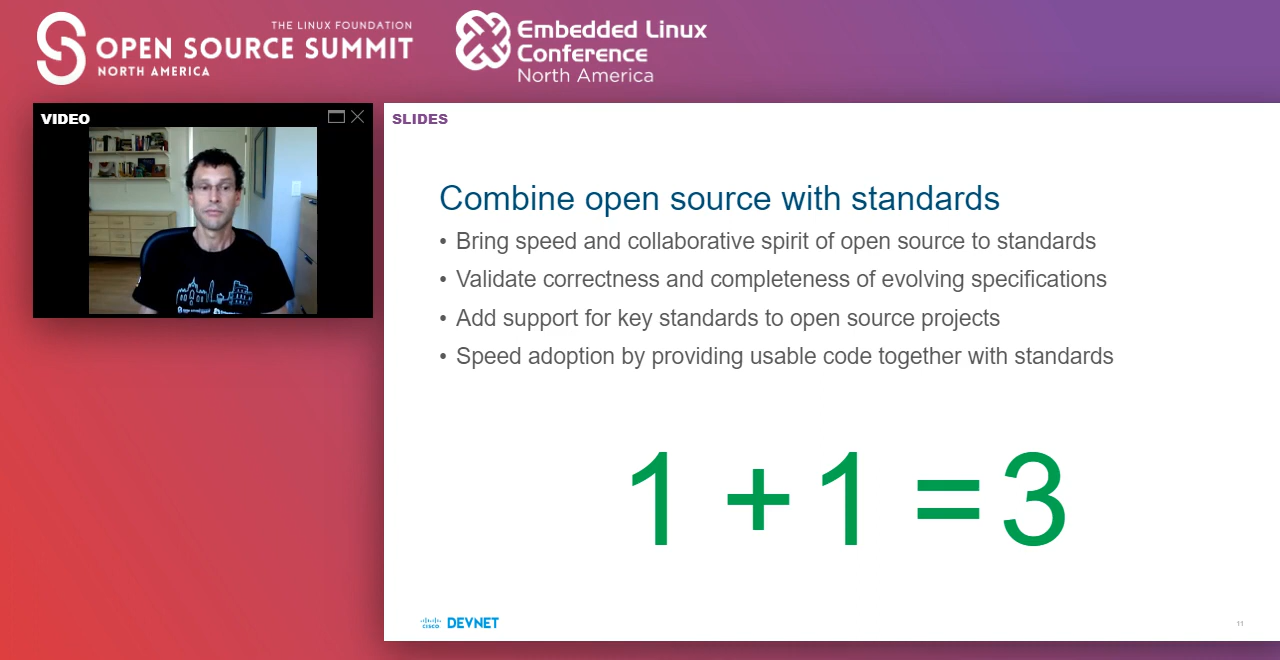 THE LINUX FOUNDATION
OPEN SOURCE SUMMIT
NORTH AMERICA
Embedded Linux
Conference
North America
VIDEO
SLIDES
Combine open source with standards
• Bring speed and collaborative spirit of open source to standards
• Validate correctness and completeness of evolving specifications
• Add support for key standards to open source projects
• Speed adoption by providing usable code together with standards
1 + 1 = 3
CISCO DEVNET
11